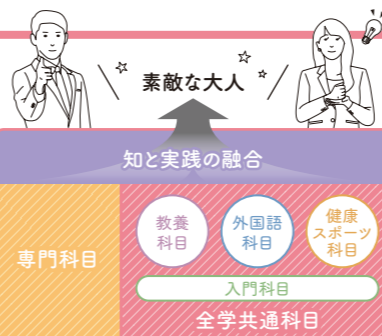 素敵な大人
知と実践の融合
専門科目
教養
科目
外国語
科目
健康
スポーツ
科目
入門科目
全学共通科目